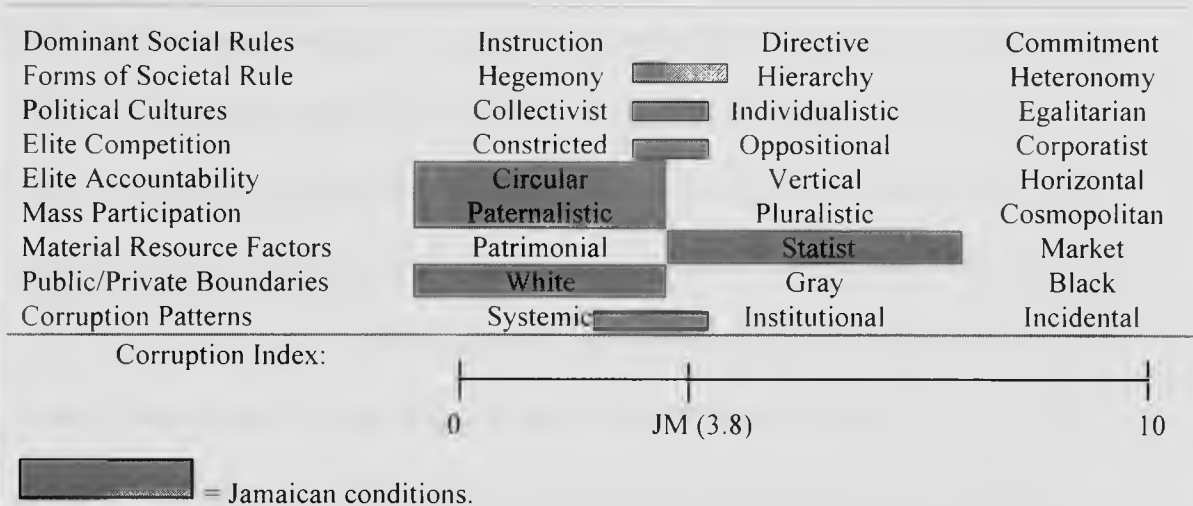 Dominant Social Rules Instruction Directive Commitment
Forms of Societal Rule Hegemony Hierarchy Heteronomy
Political Cultures Collectivist Individualistic Egalitarian
Elite Competition Constricted Oppositional Corporatist
Elite Accountability Circular Vertical Horizontal
Mass Participation Paternalistic Pluralistic Cosmopolitan
Material Resource Factors Patrimonial Statist Market
Public/Private Boundaries White Gray Black
Corruption Patterns Systemic Institutional Incidental
Corruption Index:
0 JM (3.8) 10
= Jamaican conditions.